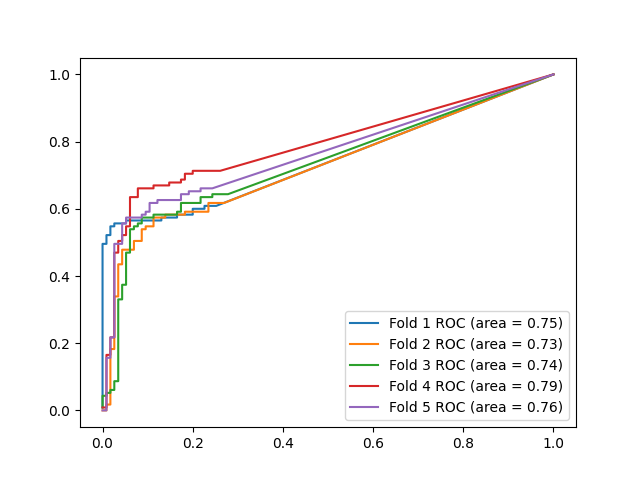 1.0
0.8
0.6
0.4
0.2
0.0
Fold 1 ROC (area = 0.75)
Fold 2 ROC (area = 0.73)
Fold 3 ROC (area = 0.74)
Fold 4 ROC (area = 0.79)
Fold 5 ROC (area = 0.76)
0.0 0.2 0.4 0.6 0.8 1.0